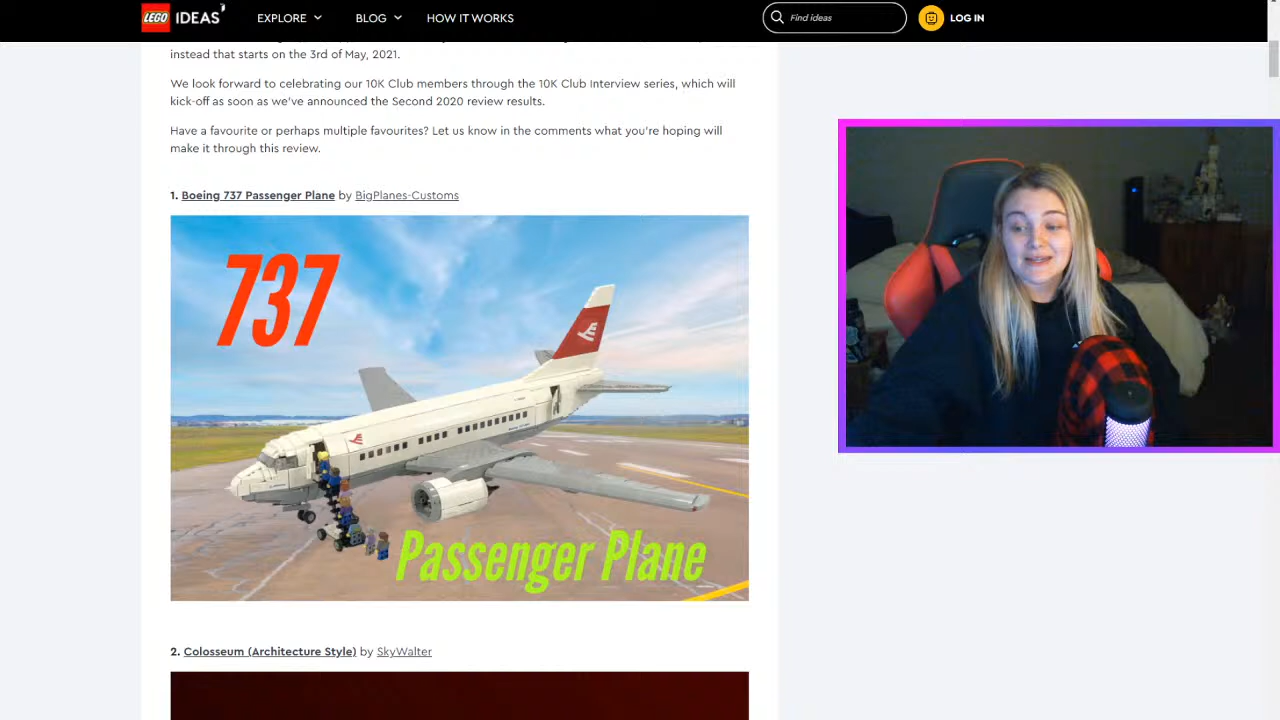 LEGO IDEAS EXPLORE BLOG HOW IT WORKS Find ideas LOG IN
instead that starts on the 3rd of May, 2021.
We look forward to celebrating our 10K Club members through the 10K Club Interview series, which will
kick-off as soon as we've announced the Second 2020 review results.
Have a favourite or perhaps multiple favourites? Let us know in the comments what you're hoping will
make it through this review.
1. Boeing 737 Passenger Plane by BigPlanes-Customs
737
Passenger Plane
2. Colosseum (Architecture Style) by SkyWalter